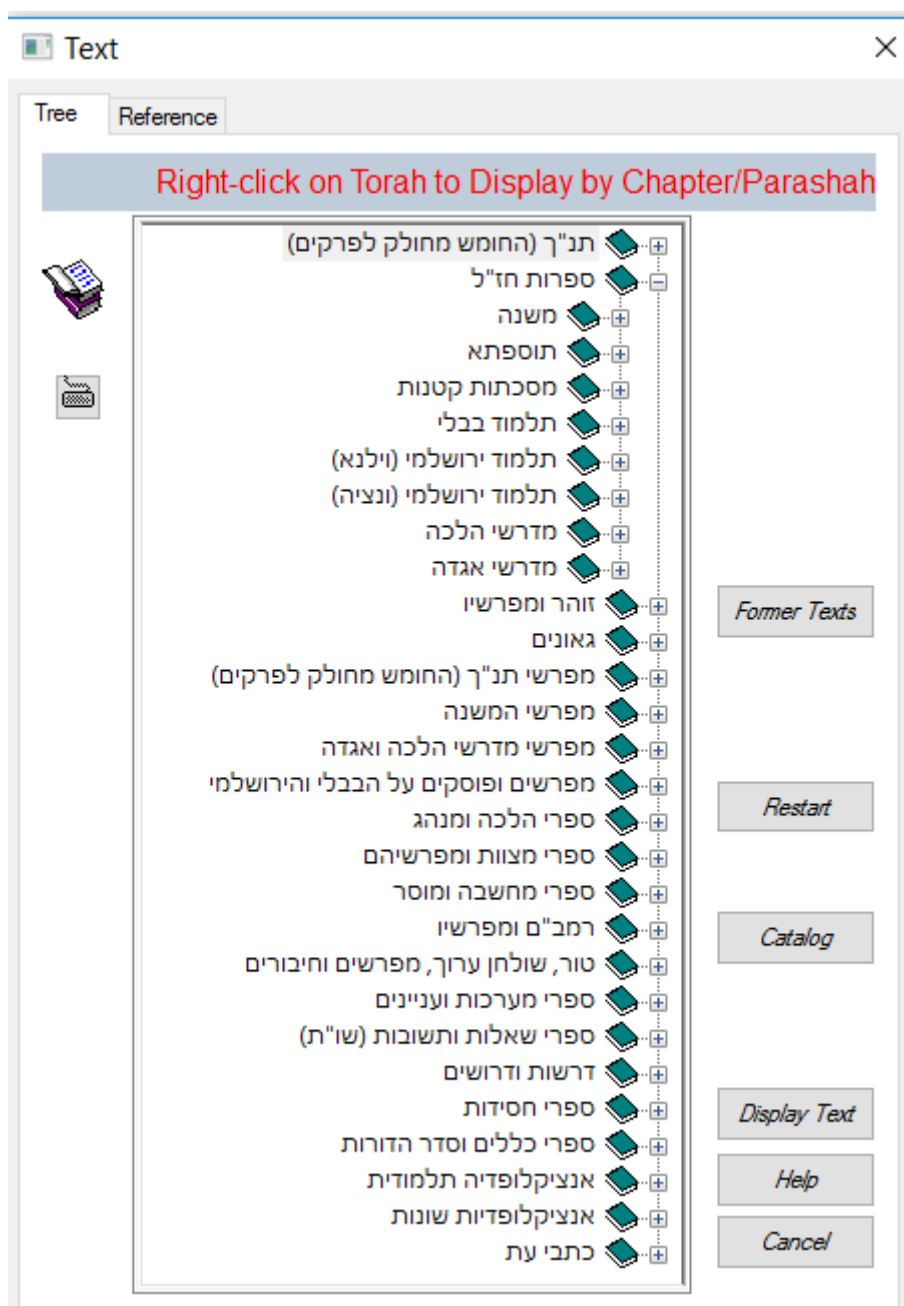 Text
Tree
Reference
Right-click on Torah to Display by Chapter/Parashah
תנ"ך (החומש מחולק לפרקים)
ספרות חז"ל
משנה
תוספתא
מסכתות קטנות
תלמוד בבלי
תלמוד ירושלמי (וילנא)
תלמוד ירושלמי (ונציה)
מדרשי הלכה
מדרשי אגדה
זוהר ומפרשיו
גאונים
מפרשי תנ"ך (החומש מחולק לפרקים)
מפרשי המשנה
מפרשי מדרשי הלכה ואגדה
מפרשים ופוסקים על הבבלי והירושלמי
ספרי הלכה ומנהג
ספרי מצוות ומפרשיהם
ספרי מחשבה ומוסר
רמב"ם ומפרשיו
טור, שולחן ערוך, מפרשים וחיבורים
ספרי מערכות ועניינים
ספרי שאלות ותשובות (שו"ת)
דרשות ודרושים
ספרי חסידות
ספרי כללים וסדר הדורות
אנציקלופדיה תלמודית
אנציקלופדיות שונות
כתבי עת
Former Texts
Restart
Catalog
Display Text
Help
Cancel